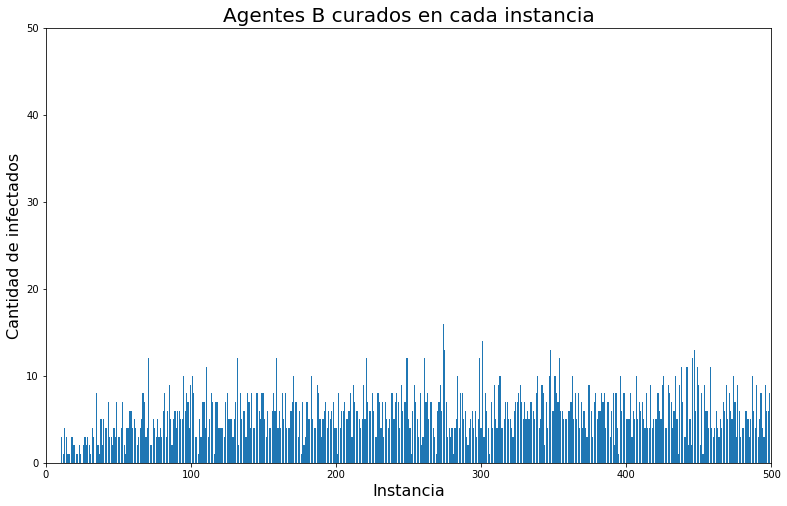 Agentes B curados en cada instancia
50
40
30
20
10
0
Cantidad de infectados
0 100 200 300 400 500
Instancia